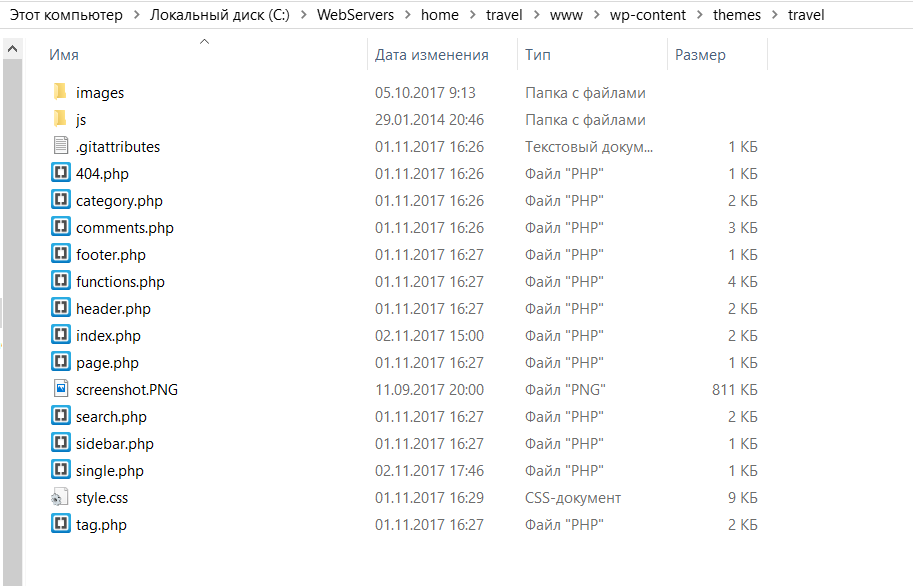 Этот компьютер > Локальный диск (C:) > WebServers > home > travel > www > wp-content > themes > travel
Имя Дата изменения Тип Размер
images 05.10.2017 9:13 Папка с файлами
js 29.01.2014 20:46 Папка с файлами
.gitattributes 01.11.2017 16:26 Текстовый докум... 1 КБ
404.php 01.11.2017 16:26 Файл "PHP" 1 КБ
category.php 01.11.2017 16:26 Файл "PHP" 2 КБ
comments.php 01.11.2017 16:26 Файл "PHP" 3 КБ
footer.php 01.11.2017 16:27 Файл "PHP" 1 КБ
functions.php 01.11.2017 16:27 Файл "PHP" 4 КБ
header.php 01.11.2017 16:27 Файл "PHP" 2 КБ
index.php 02.11.2017 15:00 Файл "PHP" 2 КБ
page.php 01.11.2017 16:27 Файл "PHP" 1 КБ
screenshot.PNG 11.09.2017 20:00 Файл "PNG" 811 КБ
search.php 01.11.2017 16:27 Файл "PHP" 2 КБ
sidebar.php 01.11.2017 16:27 Файл "PHP" 1 КБ
single.php 02.11.2017 17:46 Файл "PHP" 1 КБ
style.css 01.11.2017 16:29 CSS-документ 9 КБ
tag.php 01.11.2017 16:27 Файл "PHP" 2 КБ